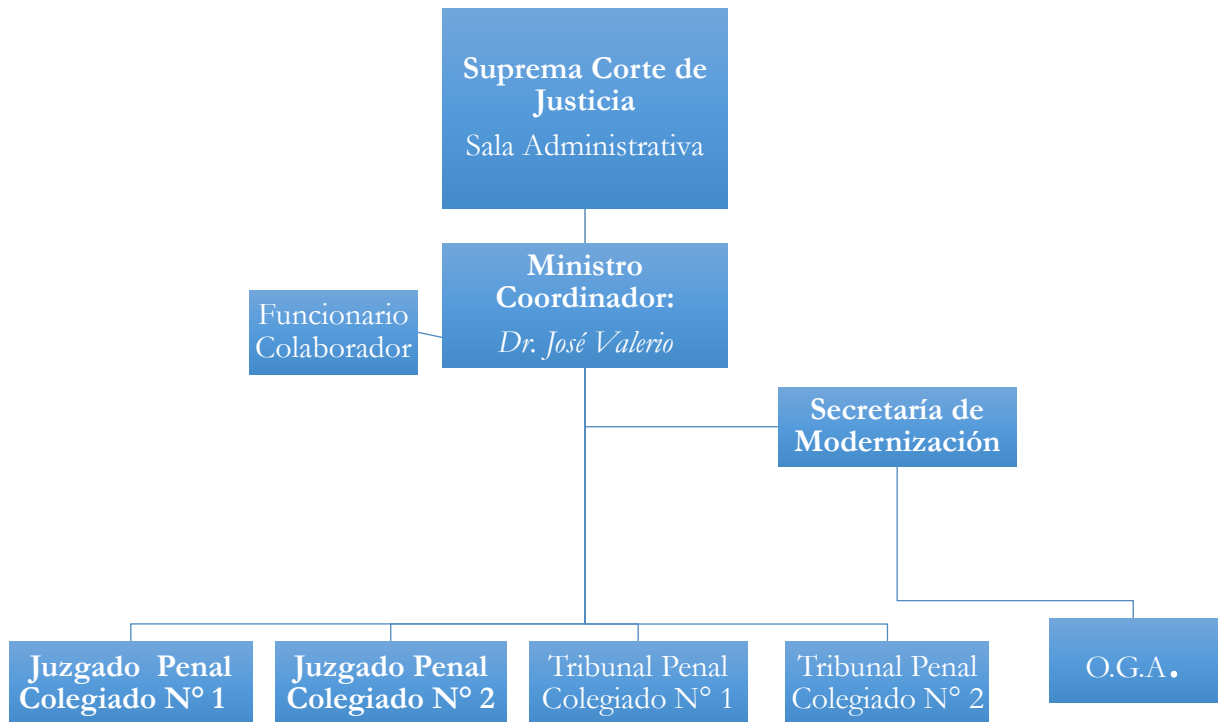 Suprema Corte de
Justicia
Sala Administrativa
Ministro
Coordinador:
Dr. José Valerio
Funcionario
Colaborador
Secretaría de
Modernización
Juzgado Penal
Colegiado N° 1
Juzgado Penal
Colegiado N° 2
Tribunal Penal
Colegiado N° 1
Tribunal Penal
Colegiado N° 2
O.G.A.